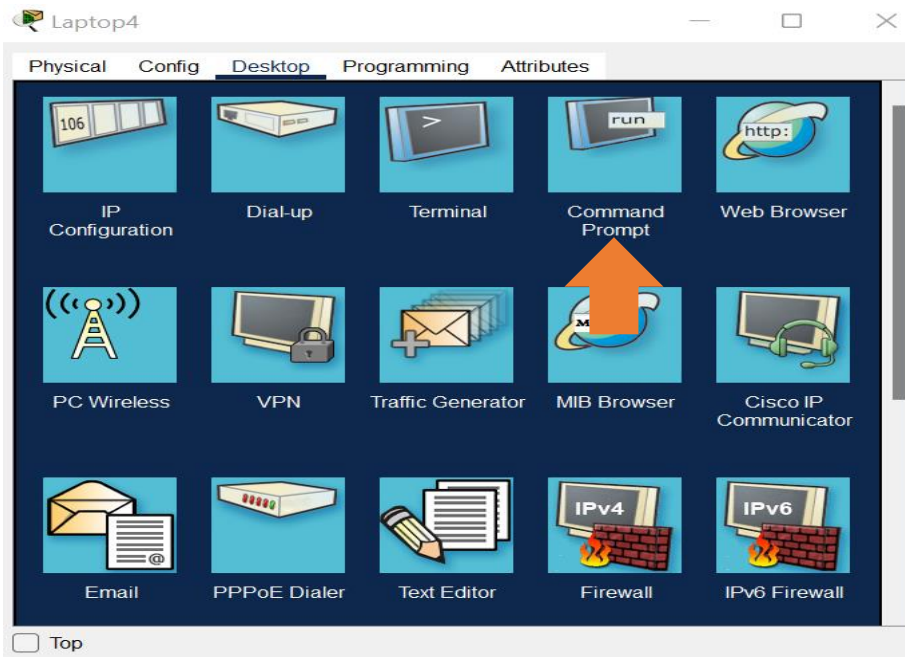 Laptop4
Physical Config Desktop Programming Attributes
106
>
run
http:
IP
Configuration
Dial-up
Terminal
Command
Prompt
Web Browser
PC Wireless
VPN
Traffic Generator
MIB Browser
Cisco IP
Communicator
@
IPv4
IPv6
Email
PPPoE Dialer
Text Editor
Firewall
IPv6 Firewall
Top